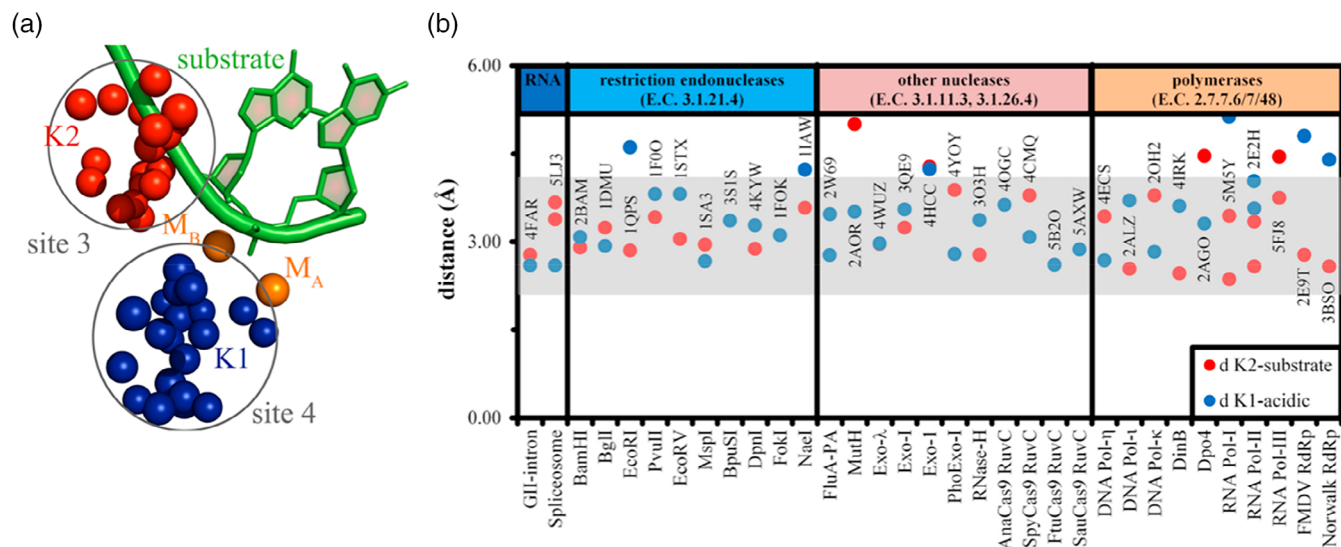 (a)
substrate
K2
site 3
M_B
M_A
K1
site 4
(b)
distance (Å)
6.00
3.00
0.00
RNA
restriction endonucleases
(E.C. 3.1.21.4)
other nucleases
(E.C. 3.1.11.3, 3.1.26.4)
polymerases
(E.C. 2.7.7.6/7/48)
4FAR
5LJ3
2BAM
1DMU
1QPS
1F0O
1STX
1SA3
3S1S
4KYW
1FOK
1IAW
2W69
2AOR
4WUZ
3QE9
4HCC
4YOY
3O3H
4OGC
4CMQ
5B2O
5AXW
4ECS
2ALZ
2OH2
4IRK
2AGO
5M5Y
2E2H
5FJ8
2E9T
3BSO
d K2-substrate
d K1-acidic
GII-intron
Spliceosome
BamHI
BglI
EcoRI
PvuII
EcoRV
MspI
BpuSI
DpnI
FokI
NaeI
FluA-PA
MutH
Exo-λ
Exo-I
Exo-1
PhoExo-I
RNase-H
AnaCas9 RuvC
SpyCas9 RuvC
FtuCas9 RuvC
SauCas9 RuvC
DNA Pol-η
DNA Pol-ι
DNA Pol-κ
DinB
Dpo4
RNA Pol-I
RNA Pol-II
RNA Pol-III
FMDV RdRp
Norwalk RdRp